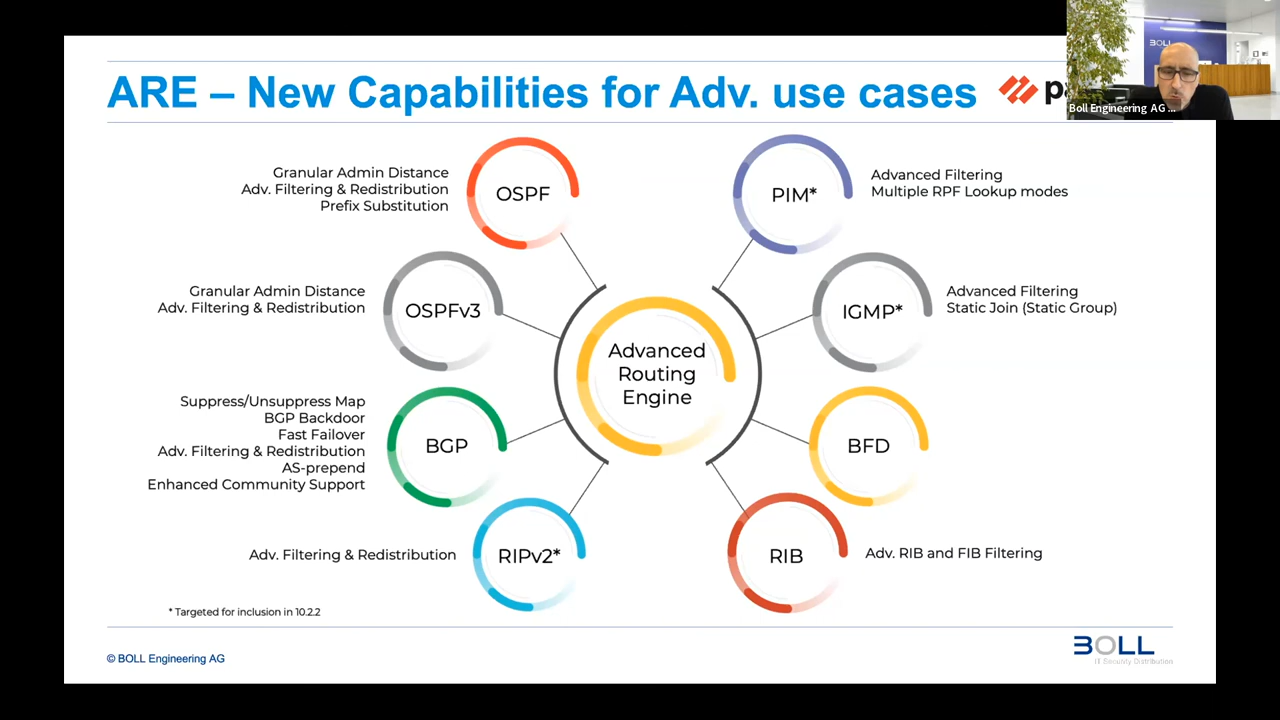 ARE – New Capabilities for Adv. use cases
BOLL
Boll Engineering AG ...
Granular Admin Distance
Adv. Filtering & Redistribution
Prefix Substitution
OSPF
PIM*
Advanced Filtering
Multiple RPF Lookup modes
Granular Admin Distance
Adv. Filtering & Redistribution
OSPFv3
IGMP*
Advanced Filtering
Static Join (Static Group)
Advanced
Routing
Engine
Suppress/Unsuppress Map
BGP Backdoor
Fast Failover
Adv. Filtering & Redistribution
AS-prepend
Enhanced Community Support
BGP
BFD
Adv. Filtering & Redistribution
RIPv2*
RIB
Adv. RIB and FIB Filtering
* Targeted for inclusion in 10.2.2
© BOLL Engineering AG
BOLL
IT Security Distribution